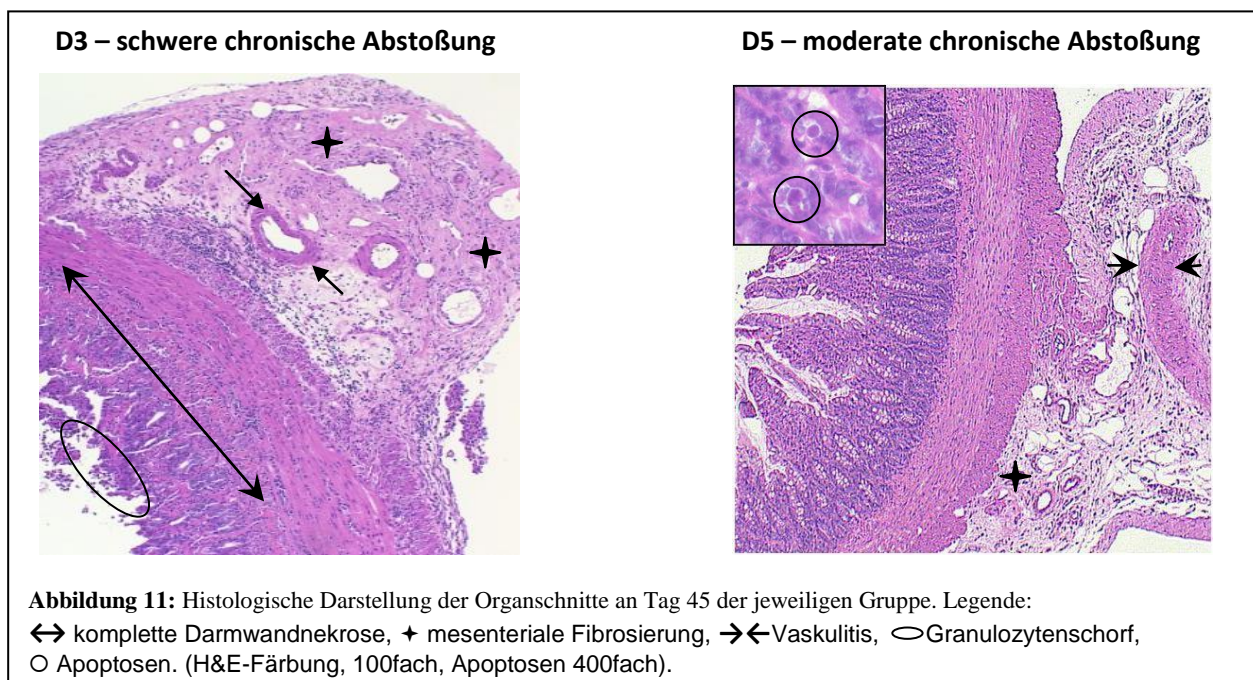 D3 – schwere chronische Abstoßung
D5 – moderate chronische Abstoßung
Abbildung 11: Histologische Darstellung der Organschnitte an Tag 45 der jeweiligen Gruppe. Legende:
↔ komplette Darmwandnekrose, ✦ mesenteriale Fibrosierung, →←Vaskulitis, ⬭Granulozytenschorf,
○ Apoptosen. (H&E-Färbung, 100fach, Apoptosen 400fach).